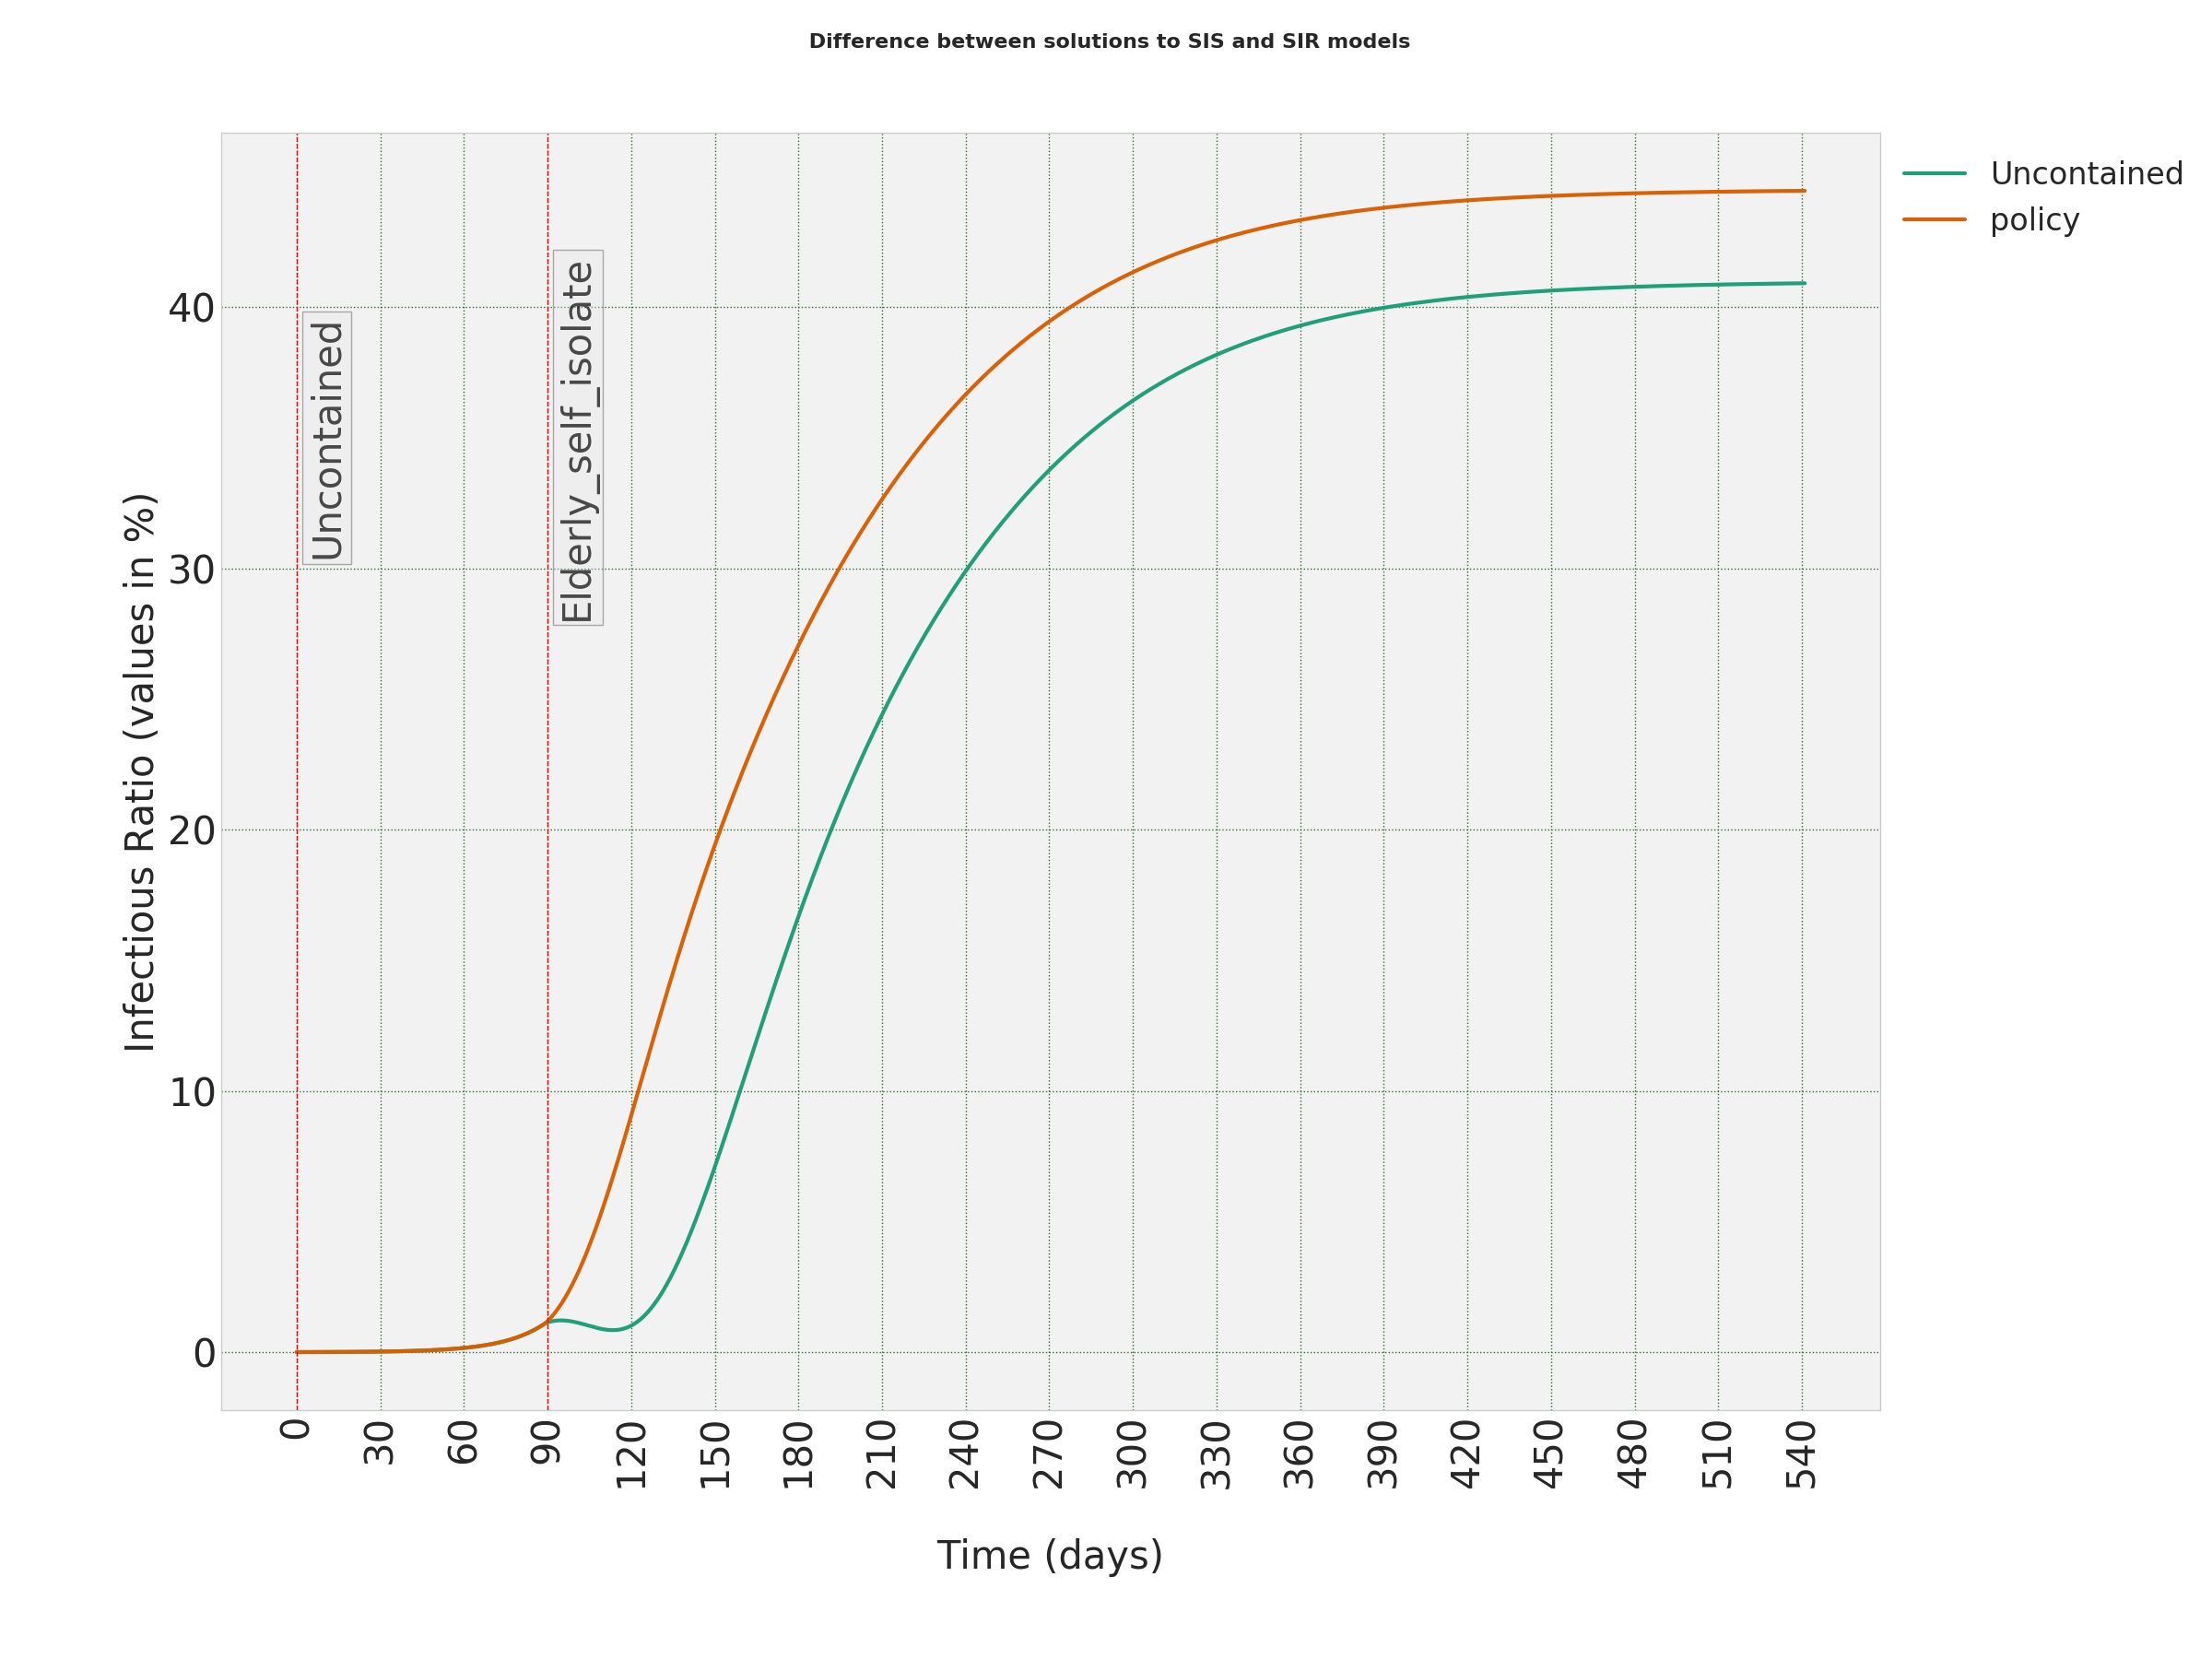 Difference between solutions to SIS and SIR models
Uncontained
policy
Uncontained
Elderly_self_isolate
Infectious Ratio (values in %)
40
30
20
10
0
0 30 60 90 120 150 180 210 240 270 300 330 360 390 420 450 480 510 540
Time (days)